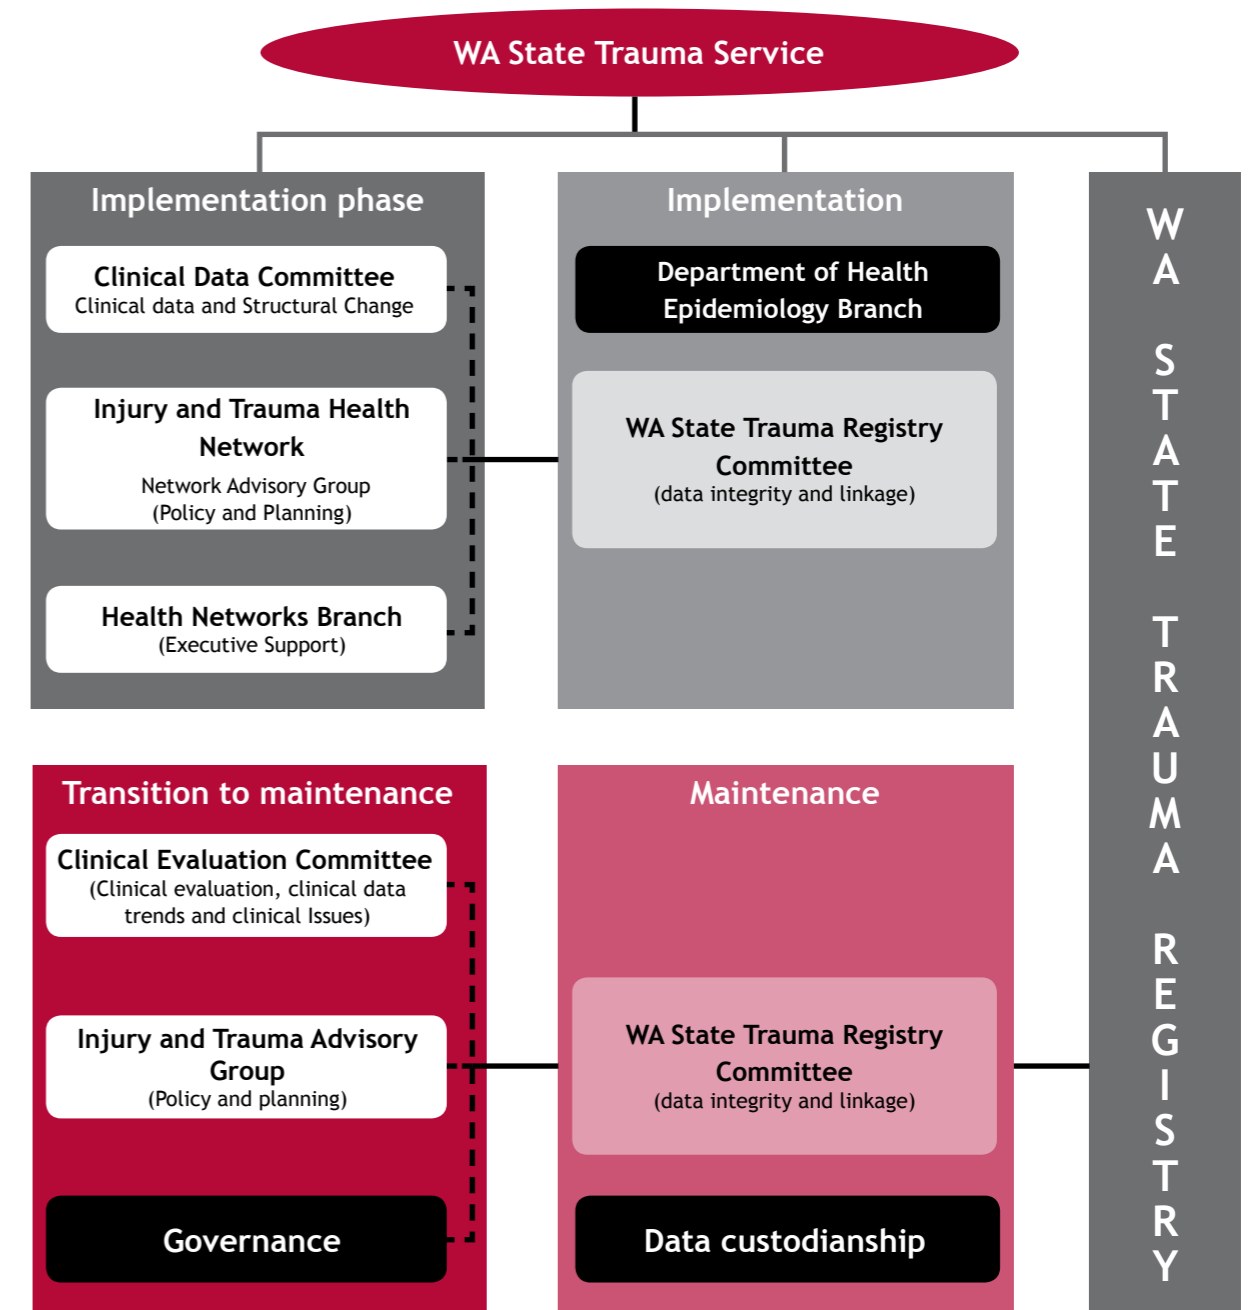 WA State Trauma Service
Implementation phase
Clinical Data Committee
Clinical data and Structural Change
Injury and Trauma Health
Network
Network Advisory Group
(Policy and Planning)
Health Networks Branch
(Executive Support)
Implementation
Department of Health
Epidemiology Branch
WA State Trauma Registry
Committee
(data integrity and linkage)
Transition to maintenance
Clinical Evaluation Committee
(Clinical evaluation, clinical data
trends and clinical Issues)
Injury and Trauma Advisory
Group
(Policy and planning)
Governance
Maintenance
WA State Trauma Registry
Committee
(data integrity and linkage)
Data custodianship
WA STATE TRAUMA REGISTRY